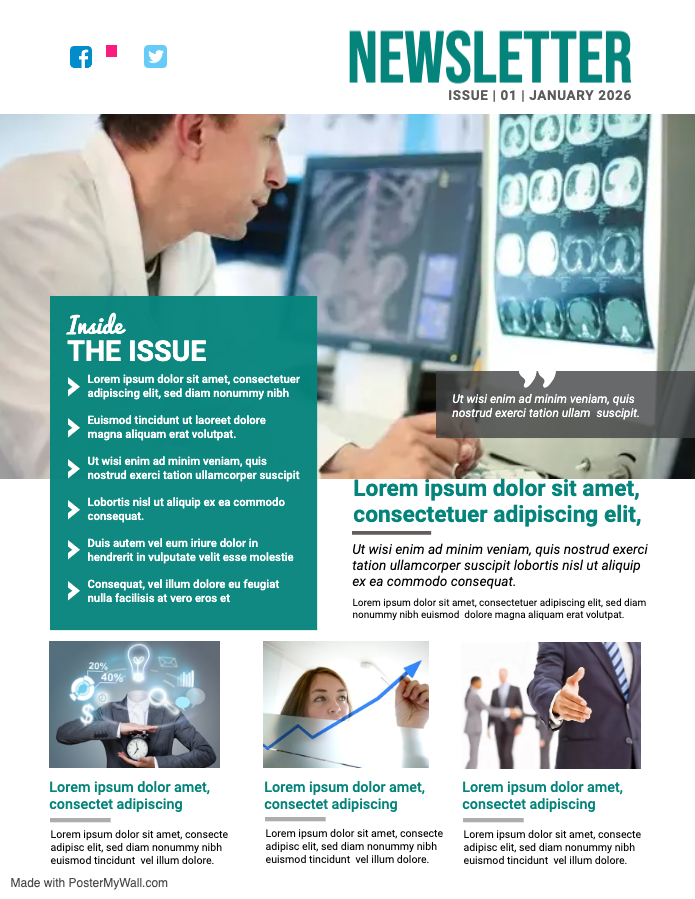 NEWSLETTER
ISSUE | 01 | JANUARY 2026
Inside
THE ISSUE
Lorem ipsum dolor sit amet, consectetuer
adipiscing elit, sed diam nonummy nibh
Euismod tincidunt ut laoreet dolore
magna aliquam erat volutpat.
Ut wisi enim ad minim veniam, quis
nostrud exerci tation ullamcorper suscipit
Lobortis nisl ut aliquip ex ea commodo
consequat.
Duis autem vel eum iriure dolor in
hendrerit in vulputate velit esse molestie
Consequat, vel illum dolore eu feugiat
nulla facilisis at vero eros et
”
Ut wisi enim ad minim veniam, quis
nostrud exerci tation ullam  suscipit.
Lorem ipsum dolor sit amet,
consectetuer adipiscing elit,
Ut wisi enim ad minim veniam, quis nostrud exerci
tation ullamcorper suscipit lobortis nisl ut aliquip
ex ea commodo consequat.
Lorem ipsum dolor sit amet, consectetuer adipiscing elit, sed diam
nonummy nibh euismod  dolore magna aliquam erat volutpat.
20%
40%
$
Lorem ipsum dolor amet,
consectet adipiscing
Lorem ipsum dolor sit amet, consecte
adipisc elit, sed diam nonummy nibh
euismod tincidunt  vel illum dolore.
Lorem ipsum dolor amet,
consectet adipiscing
Lorem ipsum dolor sit amet, consecte
adipisc elit, sed diam nonummy nibh
euismod tincidunt  vel illum dolore.
Lorem ipsum dolor amet,
consectet adipiscing
Lorem ipsum dolor sit amet, consecte
adipisc elit, sed diam nonummy nibh
euismod tincidunt  vel illum dolore.
Made with PosterMyWall.com